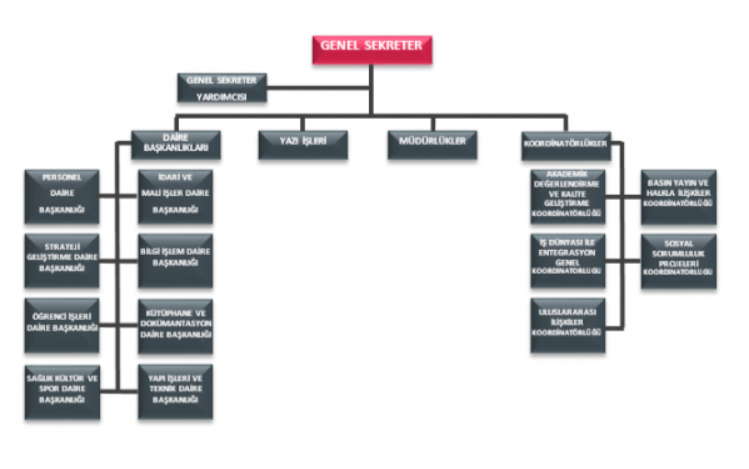 GENEL SEKRETER
GENEL SEKRETER
YARDIMCISI
DAİRE
BAŞKANLIKLARI
YAZI İŞLERİ
MÜDÜRLÜKLER
KOORDİNATÖRLÜKLER
PERSONEL
DAİRE
BAŞKANLIĞI
İDARİ VE
MALİ İŞLER DAİRE
BAŞKANLIĞI
STRATEJİ
GELİŞTİRME DAİRE
BAŞKANLIĞI
BİLGİ İŞLEM DAİRE
BAŞKANLIĞI
ÖĞRENCİ İŞLERİ
DAİRE BAŞKANLIĞI
KÜTÜPHANE VE
DOKÜMANTASYON
DAİRE BAŞKANLIĞI
SAĞLIK KÜLTÜR VE
SPOR DAİRE
BAŞKANLIĞI
YAPI İŞLERİ VE
TEKNİK DAİRE
BAŞKANLIĞI
AKADEMİK
DEĞERLENDİRME
VE KALİTE
GELİŞTİRME
KOORDİNATÖRLÜĞÜ
BASIN YAYIN VE
HALKLA İLİŞKİLER
KOORDİNATÖRLÜĞÜ
İŞ DÜNYASI İLE
ENTEGRASYON
GENEL
KOORDİNATÖRLÜĞÜ
SOSYAL
SORUMLULUK
PROJELERİ
KOORDİNATÖRLÜĞÜ
ULUSLARARASI
İLİŞKİLER
KOORDİNATÖRLÜĞÜ